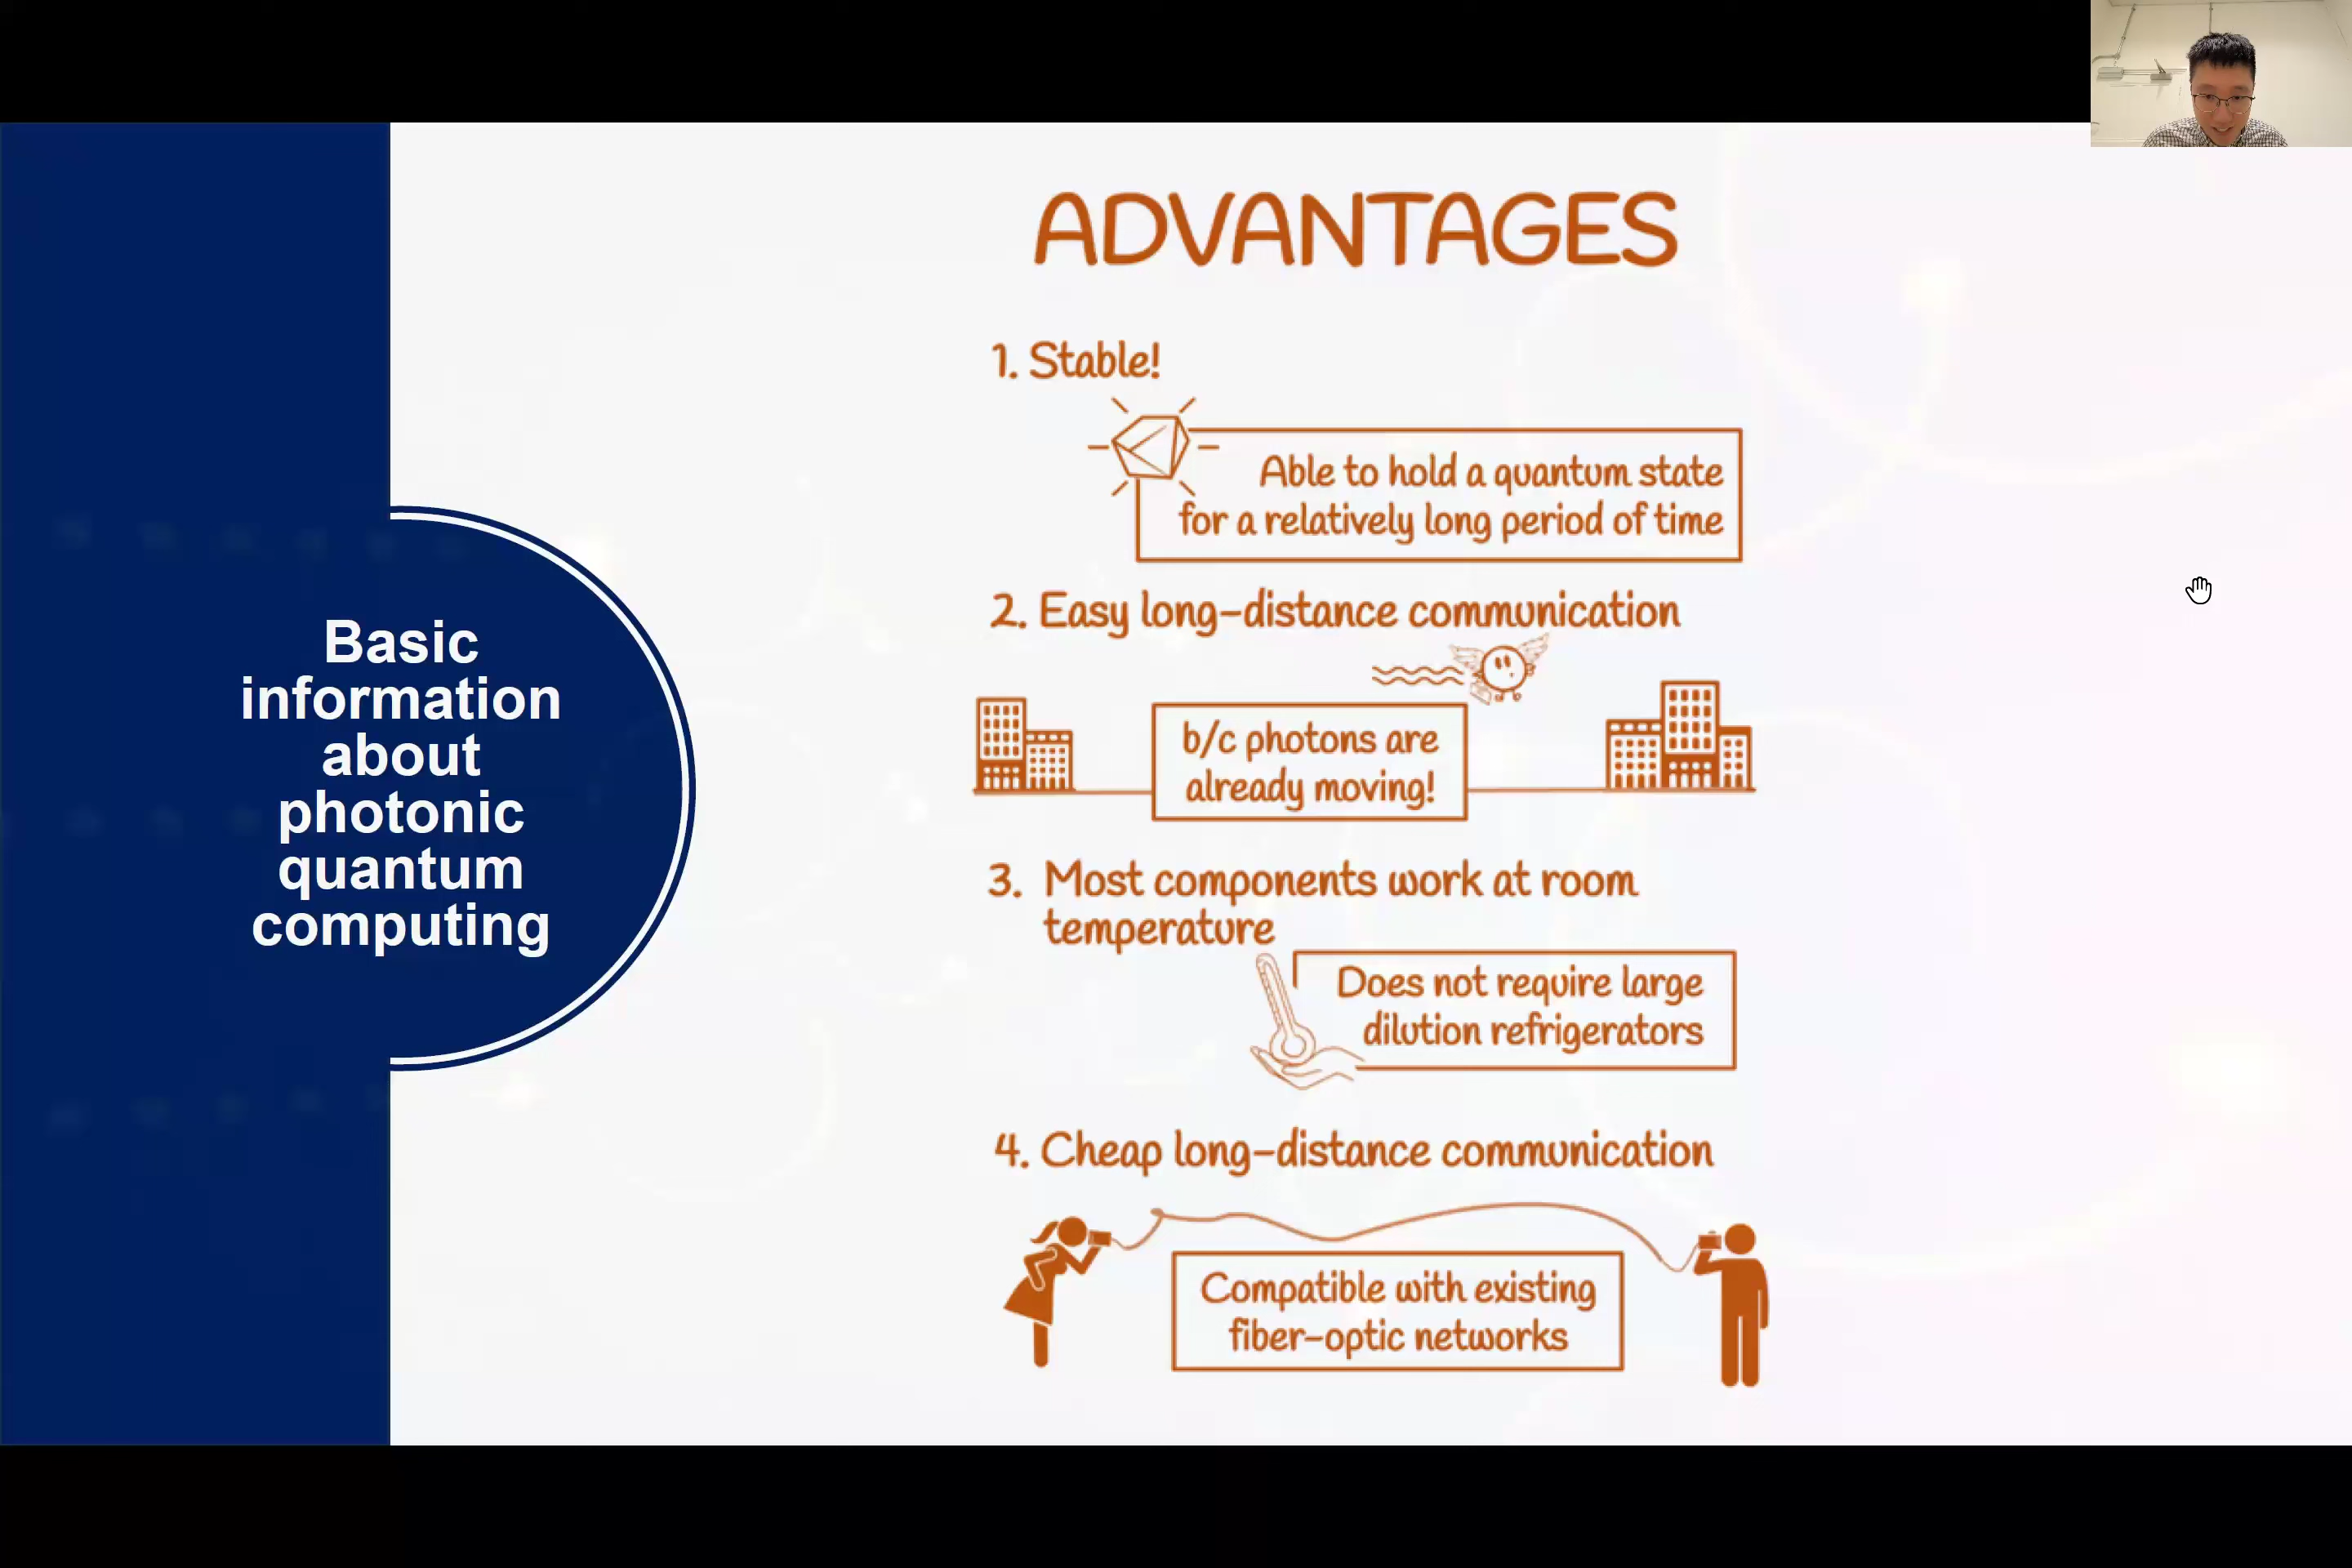 Basic
information
about
photonic
quantum
computing
ADVANTAGES
1. Stable!
Able to hold a quantum state
for a relatively long period of time
2. Easy long-distance communication
b/c photons are
already moving!
3. Most components work at room
temperature
Does not require large
dilution refrigerators
4. Cheap long-distance communication
Compatible with existing
fiber-optic networks